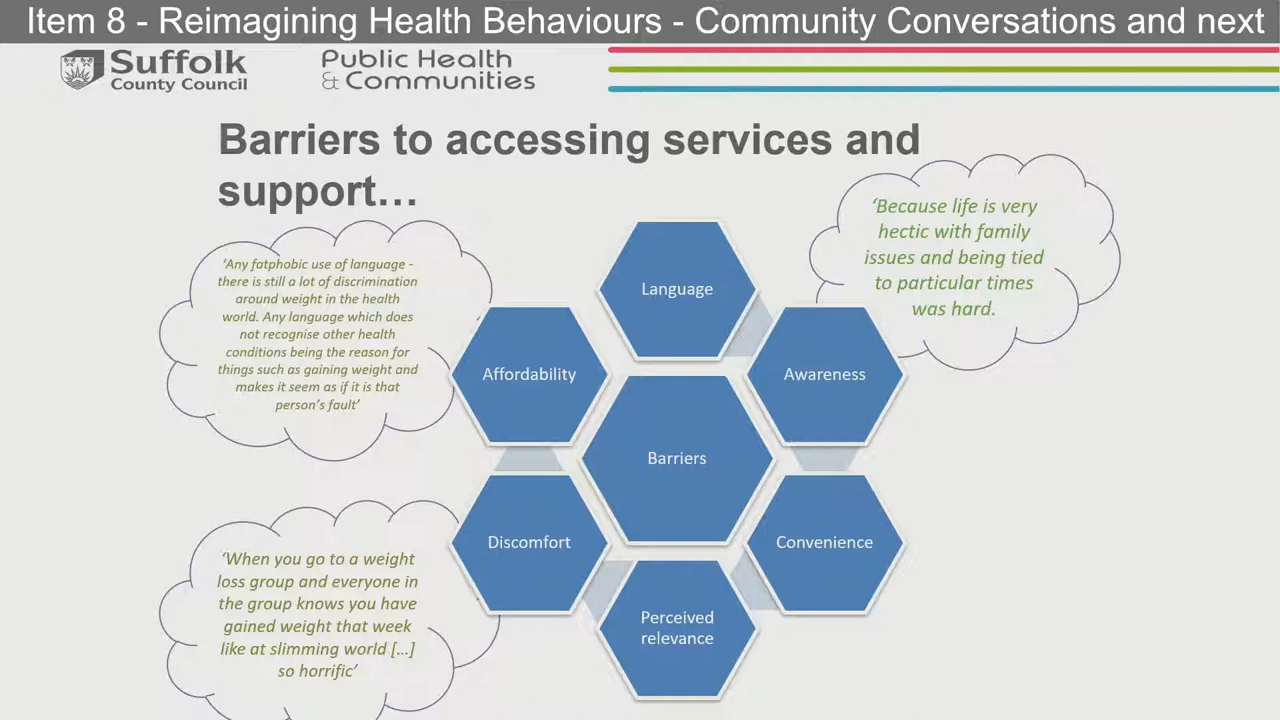 Item 8 - Reimagining Health Behaviours - Community Conversations and next
Suffolk
County Council
Public Health
& Communities
Barriers to accessing services and
support...
‘Because life is very
hectic with family
issues and being tied
to particular times
was hard.
‘Any fatphobic use of language -
there is still a lot of discrimination
around weight in the health
world. Any language which does
not recognise other health
conditions being the reason for
things such as gaining weight and
makes it seem as if it is that
person’s fault’
Language
Affordability
Awareness
Barriers
Discomfort
Convenience
Perceived
relevance
‘When you go to a weight
loss group and everyone in
the group knows you have
gained weight that week
like at slimming world [...]
so horrific’